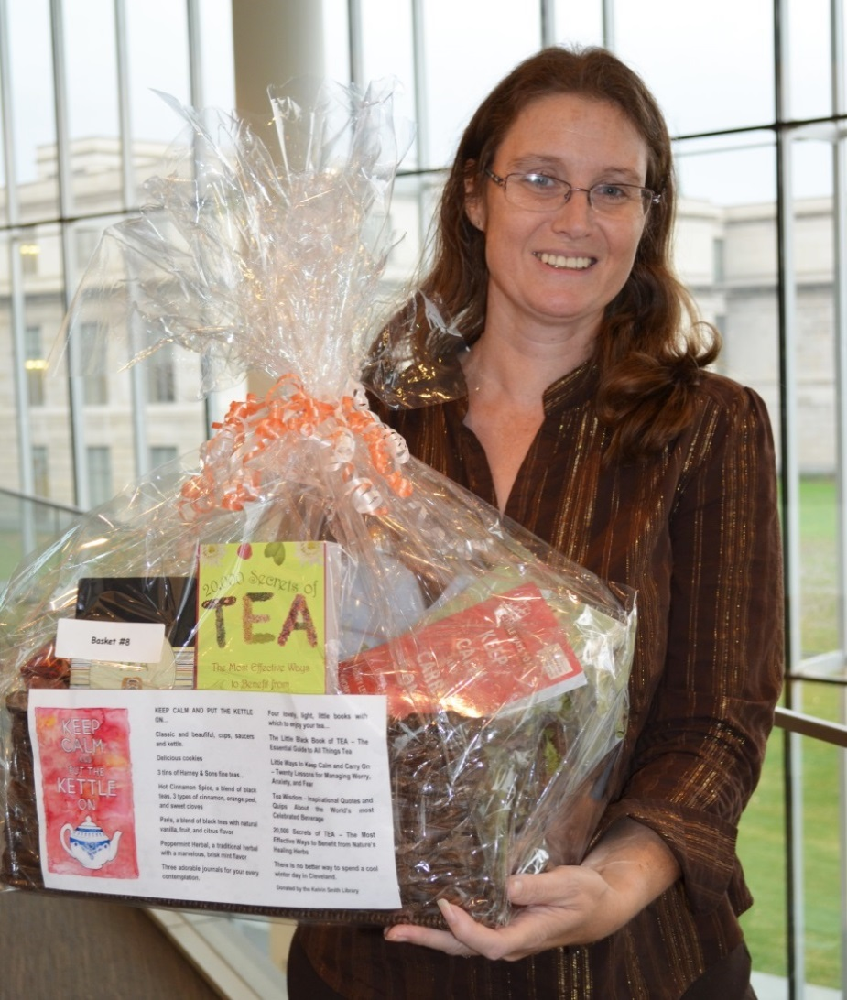 20,000 Secrets of
TEA
The Most Effective Ways
to Benefit from
Basket #8
KEEP
CALM
KEEP
CALM
AND
PUT THE
KETTLE
ON
KEEP CALM AND PUT THE KETTLE
ON...
Classic and beautiful, cups, saucers
and kettle.
Delicious cookies
3 tins of Harney & Sons fine teas...
Hot Cinnamon Spice, a blend of black
teas, 3 types of cinnamon, orange peel,
and sweet cloves
Paris, a blend of black teas with natural
vanilla, fruit, and citrus flavor
Peppermint Herbal, a traditional herbal
with a marvelous, brisk mint flavor
Three adorable journals for your every
contemplation.
Four lovely, light, little books with
which to enjoy your tea...
The Little Black Book of TEA – The
Essential Guide to All Things Tea
Little Ways to Keep Calm and Carry On
– Twenty Lessons for Managing Worry,
Anxiety, and Fear
Tea Wisdom – Inspirational Quotes and
Quips About the World's most
Celebrated Beverage
20,000 Secrets of TEA – The Most
Effective Ways to Benefit from Nature's
Healing Herbs
There is no better way to spend a cool
winter day in Cleveland.
Donated by the Kelvin Smith Library